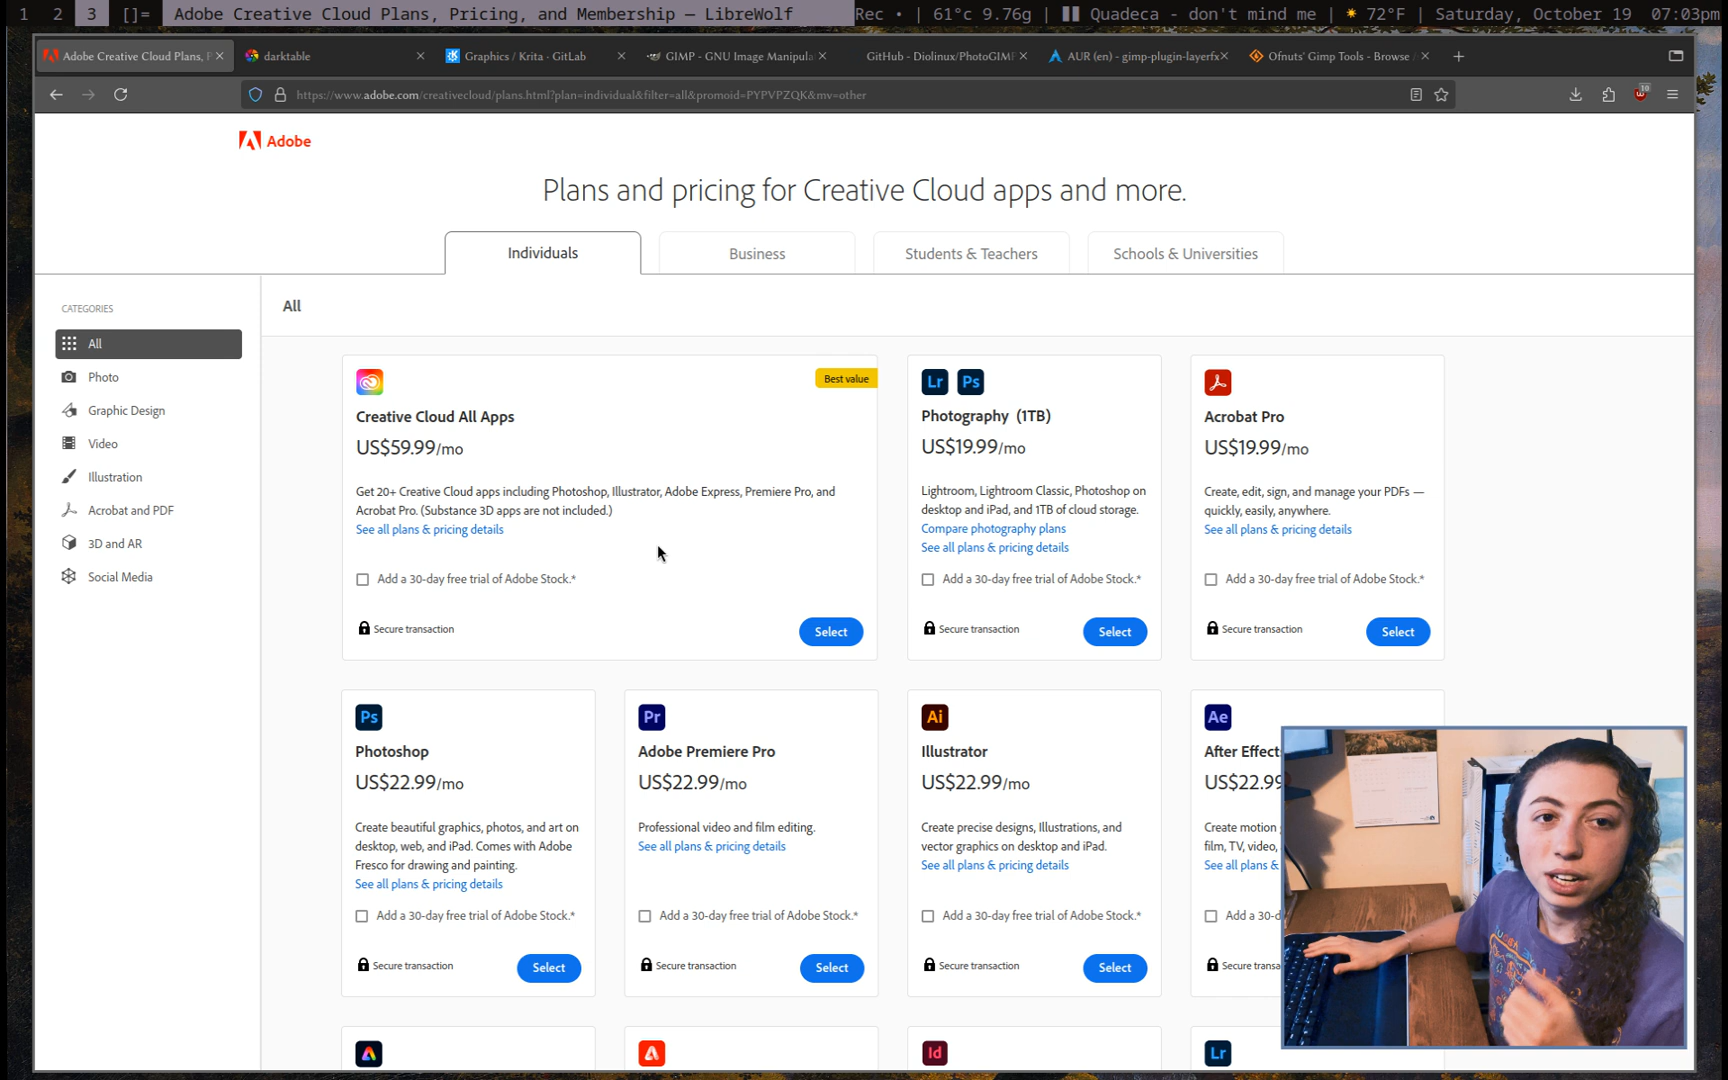 1 2 3 []= Adobe Creative Cloud Plans, Pricing, and Membership — LibreWolf Rec • | 61°c 9.76g | Quadeca - don't mind me | 72°F | Saturday, October 19 07:03pm
Adobe Creative Cloud Plans, P darktable Graphics / Krita · GitLab GIMP - GNU Image Manipula GitHub - Diolinux/PhotoGIMP AUR (en) - gimp-plugin-layerfx Ofnuts' Gimp Tools - Browse
https://www.adobe.com/creativecloud/plans.html?plan=individual&filter=all&promoid=PYPVPZQK&mv=other 10
Adobe
Plans and pricing for Creative Cloud apps and more.
Individuals Business Students & Teachers Schools & Universities
CATEGORIES
All
Photo
Graphic Design
Video
Illustration
Acrobat and PDF
3D and AR
Social Media
All
Best value
Creative Cloud All Apps
US$59.99/mo
Get 20+ Creative Cloud apps including Photoshop, Illustrator, Adobe Express, Premiere Pro, and
Acrobat Pro. (Substance 3D apps are not included.)
See all plans & pricing details
Add a 30-day free trial of Adobe Stock.*
Secure transaction Select
Lr Ps
Photography (1TB)
US$19.99/mo
Lightroom, Lightroom Classic, Photoshop on
desktop and iPad, and 1TB of cloud storage.
Compare photography plans
See all plans & pricing details
Add a 30-day free trial of Adobe Stock.*
Secure transaction Select
Acrobat Pro
US$19.99/mo
Create, edit, sign, and manage your PDFs —
quickly, easily, anywhere.
See all plans & pricing details
Add a 30-day free trial of Adobe Stock.*
Secure transaction Select
Ps
Photoshop
US$22.99/mo
Create beautiful graphics, photos, and art on
desktop, web, and iPad. Comes with Adobe
Fresco for drawing and painting.
See all plans & pricing details
Add a 30-day free trial of Adobe Stock.*
Secure transaction Select
Pr
Adobe Premiere Pro
US$22.99/mo
Professional video and film editing.
See all plans & pricing details
Add a 30-day free trial of Adobe Stock.*
Secure transaction Select
Ai
Illustrator
US$22.99/mo
Create precise designs, Illustrations, and
vector graphics on desktop and iPad.
See all plans & pricing details
Add a 30-day free trial of Adobe Stock.*
Secure transaction Select
Ae
After Effect
US$22.99
Create motion
film, TV, video,
See all plans &
Add a 30-d
Secure transa
Id
Lr